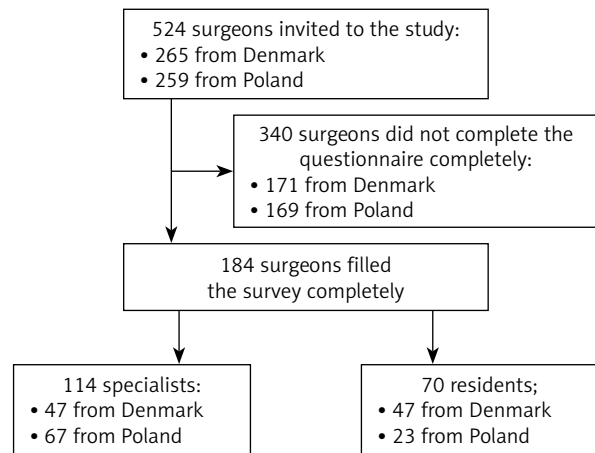 524 surgeons invited to the study:
• 265 from Denmark
• 259 from Poland
340 surgeons did not complete the
questionnaire completely:
• 171 from Denmark
• 169 from Poland
184 surgeons filled
the survey completely
114 specialists:
• 47 from Denmark
• 67 from Poland
70 residents;
• 47 from Denmark
• 23 from Poland